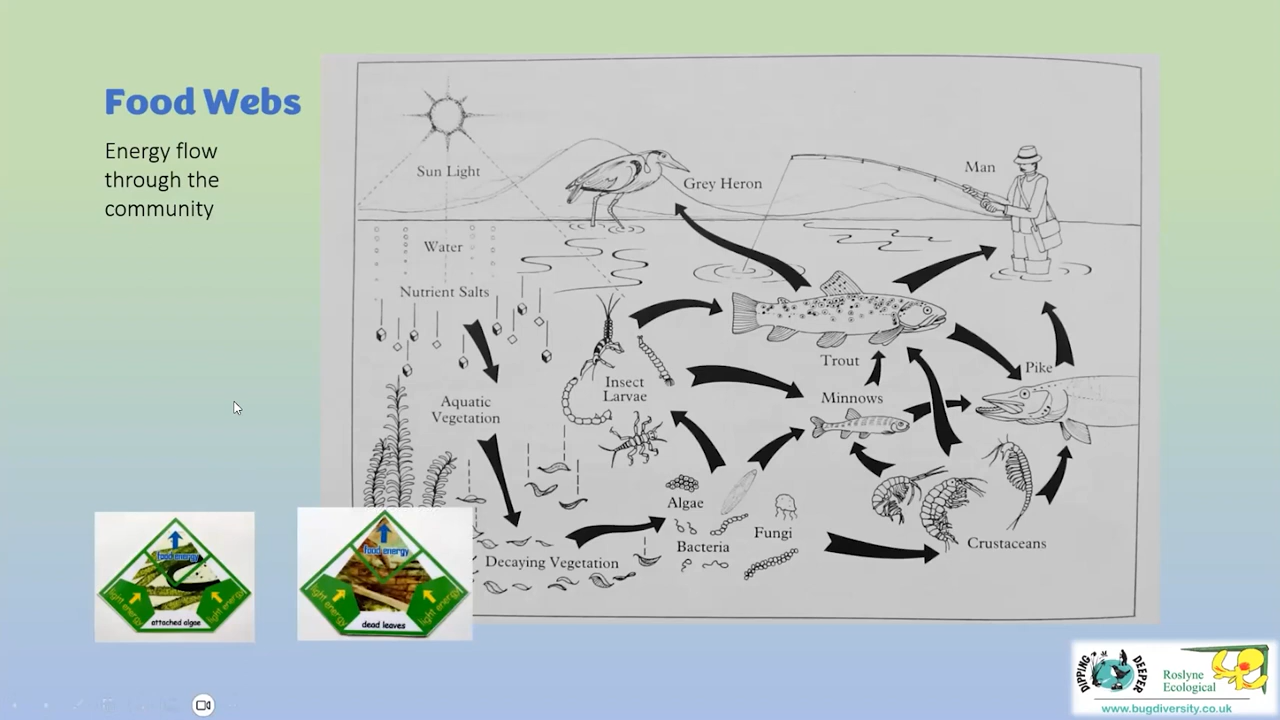 Food Webs
Energy flow
through the
community
Sun Light
Grey Heron
Man
Water
Nutrient Salts
Trout
Pike
Insect
Larvae
Minnows
Aquatic
Vegetation
Algae
Bacteria
Fungi
Crustaceans
Decaying Vegetation
food energy
light energy
light energy
attached algae
food energy
light energy
light energy
dead leaves
DIPPING
DEEPER
Roslyne
Ecological
www.bugdiversity.co.uk